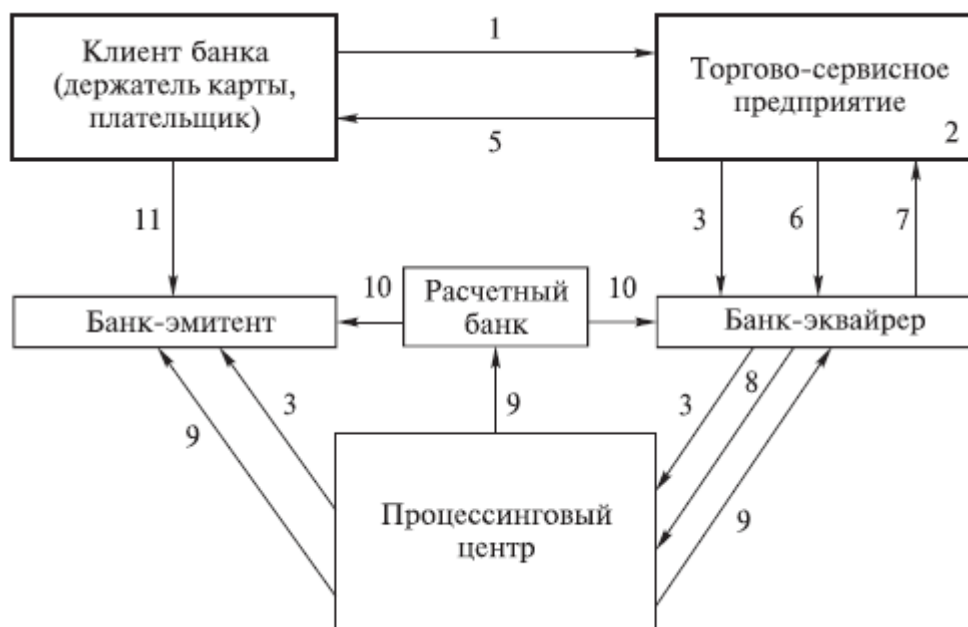 Клиент банка
(держатель карты,
плательщик)
1
5
Торгово-сервисное
предприятие
2
11
3
6
7
Банк-эмитент
10
Расчетный
банк
10
Банк-эквайрер
9
3
9
3
8
9
Процессинговый
центр